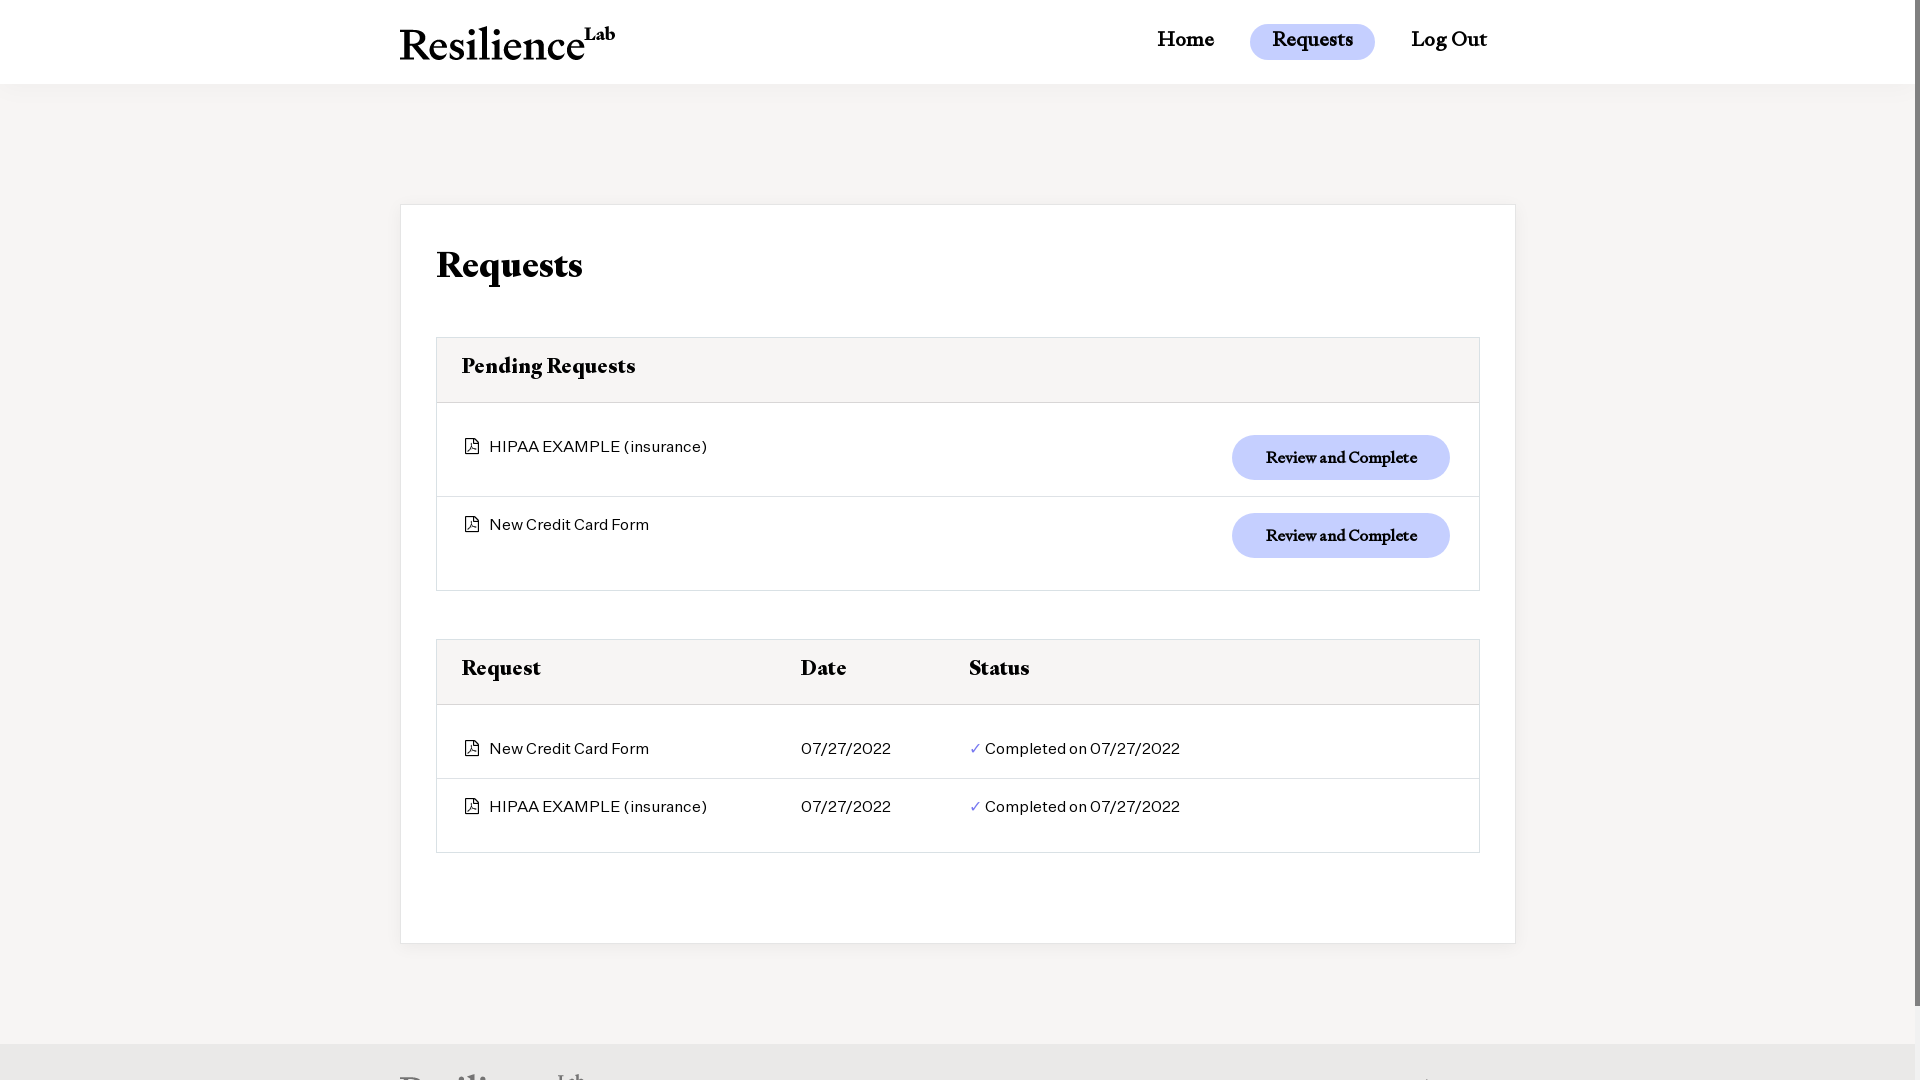 ResilienceLab
Home Requests Log Out
Requests
Pending Requests
HIPAA EXAMPLE (insurance) Review and Complete
New Credit Card Form Review and Complete
Request Date Status
New Credit Card Form 07/27/2022 ✓ Completed on 07/27/2022
HIPAA EXAMPLE (insurance) 07/27/2022 ✓ Completed on 07/27/2022